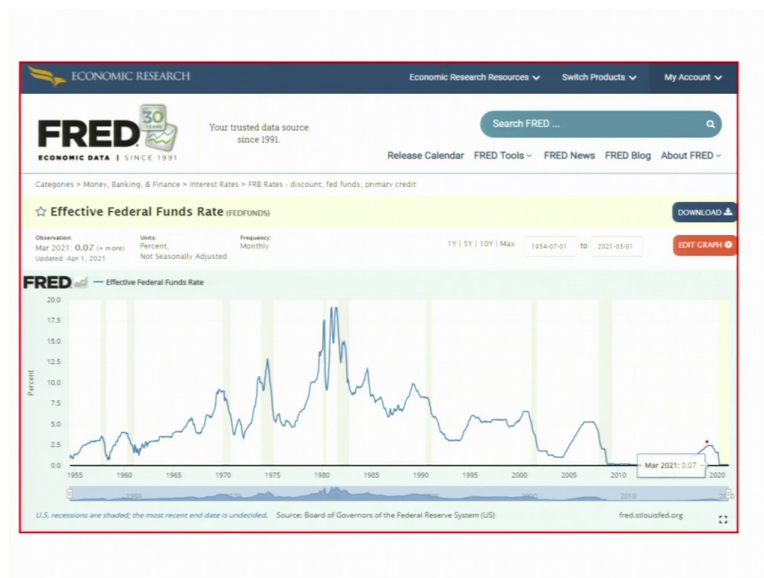 ECONOMIC RESEARCH
Economic Research Resources Switch Products My Account
FRED
30
YEARS
ECONOMIC DATA | SINCE 1991
Your trusted data source
since 1991.
Search FRED ...
Release Calendar FRED Tools FRED News FRED Blog About FRED
Categories > Money, Banking, & Finance > Interest Rates > FRB Rates - discount, fed funds, primary credit
☆ Effective Federal Funds Rate (FEDFUNDS)
DOWNLOAD
Observation:
Mar 2021: 0.07 (+ more)
Updated: Apr 1, 2021
Units:
Percent,
Not Seasonally Adjusted
Frequency:
Monthly
1Y | 5Y | 10Y | Max
1954-07-01 to 2021-03-01
EDIT GRAPH
FRED — Effective Federal Funds Rate
Percent
20.0
17.5
15.0
12.5
10.0
7.5
5.0
2.5
0.0
Mar 2021: 0.07
1955 1960 1965 1970 1975 1980 1985 1990 1995 2000 2005 2010 2020
1960 2000 2010
U.S. recessions are shaded; the most recent end date is undecided. Source: Board of Governors of the Federal Reserve System (US) fred.stlouisfed.org